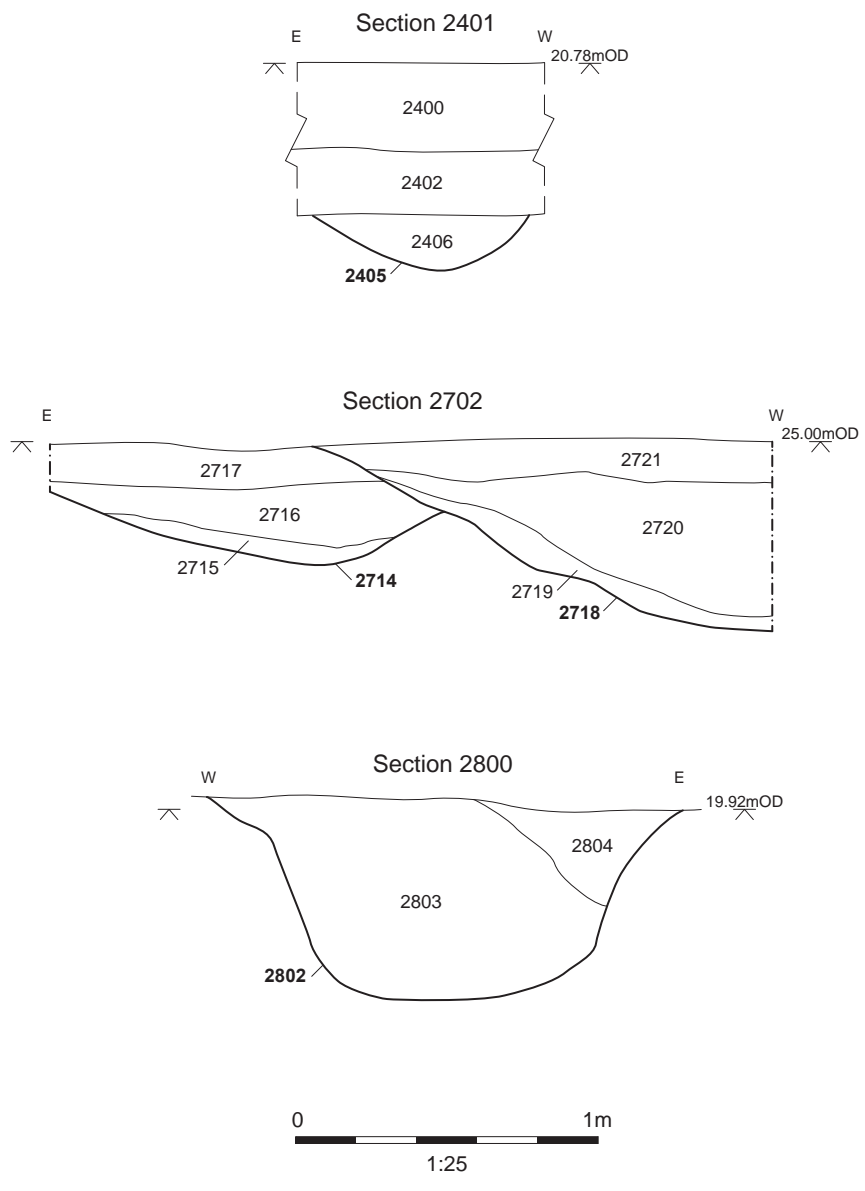 Section 2401
E W
20.78mOD
2400
2402
2406
2405
Section 2702
E W
25.00mOD
2717 2721
2716 2720
2715 2714
2719
2718
Section 2800
W E
19.92mOD
2804
2803
2802
0 1m
1:25